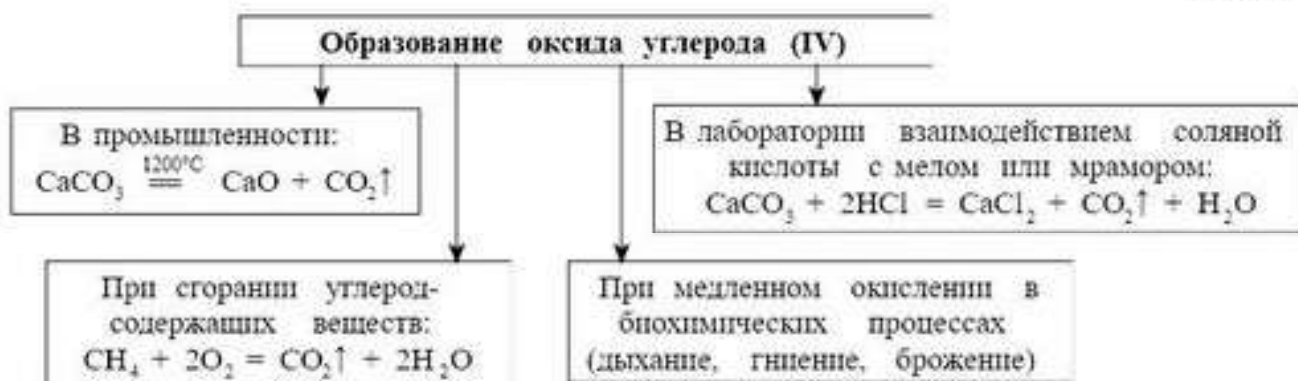 Образование оксида углерода (IV)
В промышленности:
1200°C
CaCO₃ == CaO + CO₂↑
В лаборатории взаимодействием соляной
кислоты с мелом или мрамором:
CaCO₃ + 2HCl = CaCl₂ + CO₂↑ + H₂O
При сгорании углерод-
содержащих веществ:
CH₄ + 2O₂ = CO₂↑ + 2H₂O
При медленном окислении в
биохимических процессах
(дыхание, гниение, брожение)